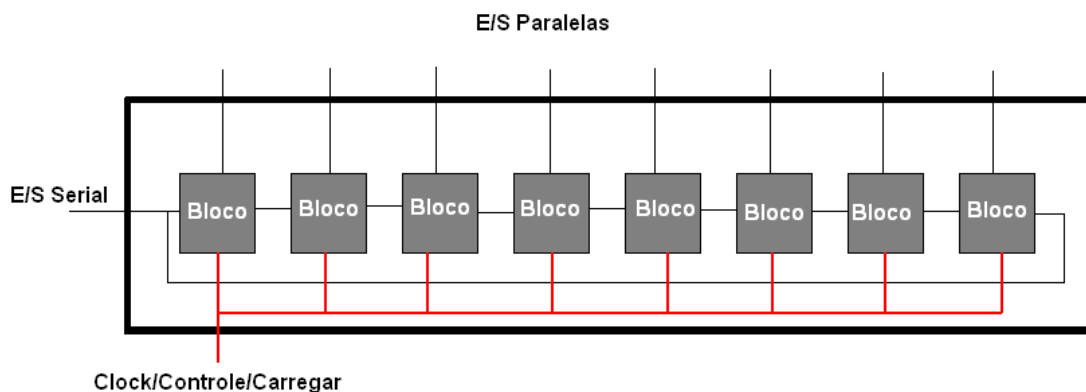 E/S Paralelas
E/S Serial
Bloco Bloco Bloco Bloco Bloco Bloco Bloco Bloco
Clock/Controle/Carregar